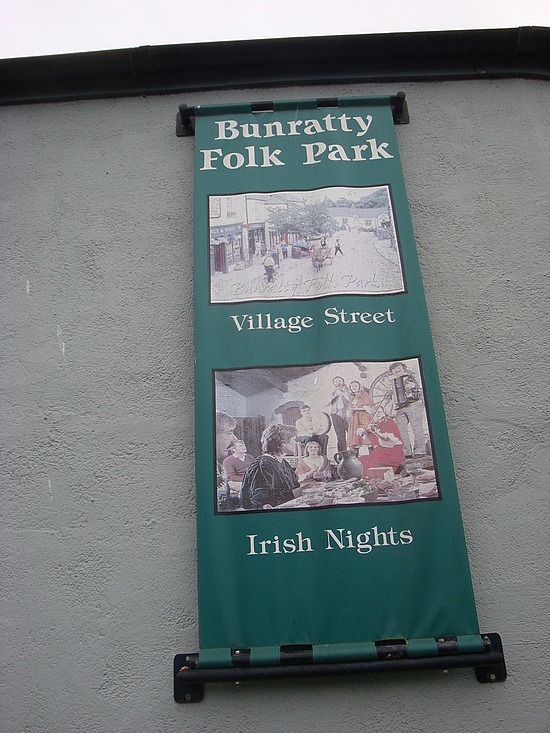 Bunratty
Folk Park
Bunratty Folk Park
Village Street
Irish Nights